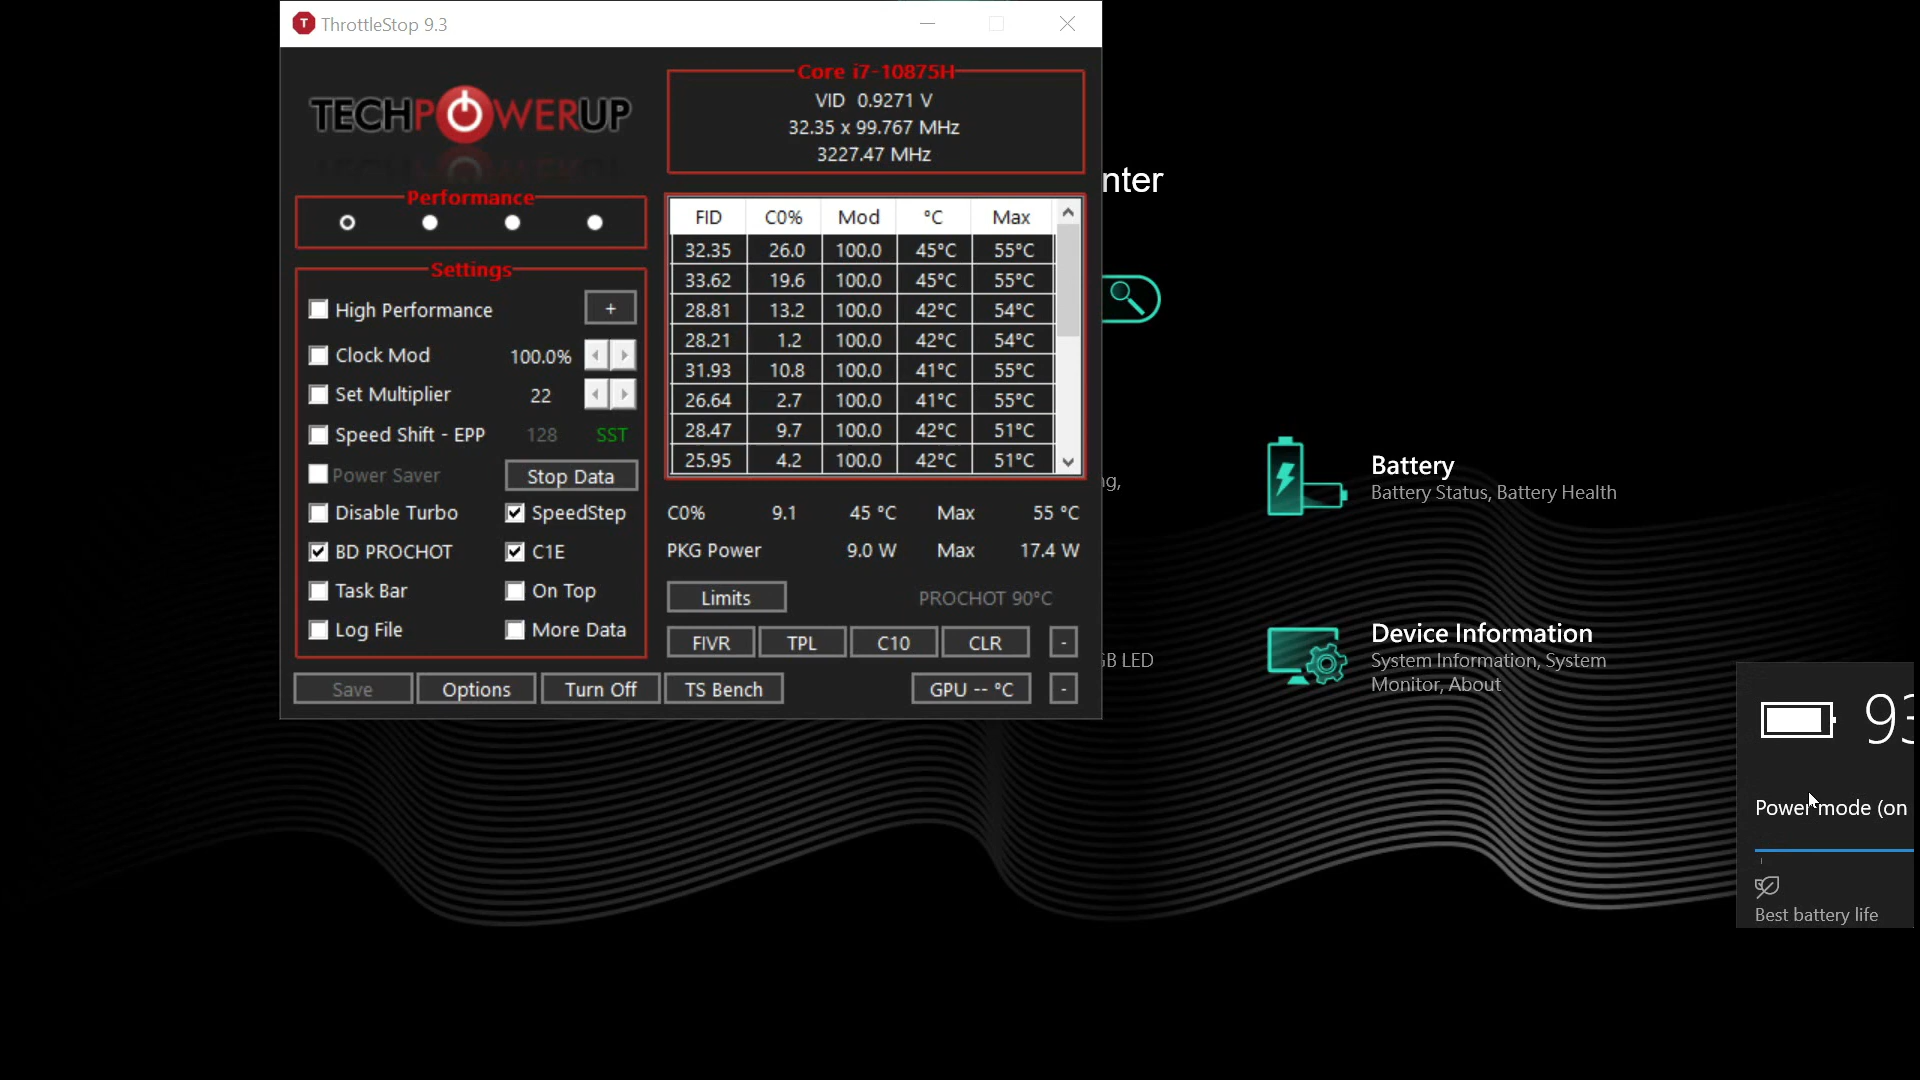 ThrottleStop 9.3
TECHPOWERUP
Core i7-10875H
VID 0.9271 V
32.35 x 99.767 MHz
3227.47 MHz
Performance
Settings
High Performance +
Clock Mod 100.0%
Set Multiplier 22
Speed Shift - EPP 128 SST
Power Saver Stop Data
Disable Turbo SpeedStep
BD PROCHOT C1E
Task Bar On Top
Log File More Data
FID C0% Mod °C Max
32.35 26.0 100.0 45°C 55°C
33.62 19.6 100.0 45°C 55°C
28.81 13.2 100.0 42°C 54°C
28.21 1.2 100.0 42°C 54°C
31.93 10.8 100.0 41°C 55°C
26.64 2.7 100.0 41°C 55°C
28.47 9.7 100.0 42°C 51°C
25.95 4.2 100.0 42°C 51°C
C0% 9.1 45 °C Max 55 °C
PKG Power 9.0 W Max 17.4 W
Limits PROCHOT 90°C
FIVR TPL C10 CLR -
Save Options Turn Off TS Bench GPU -- °C -
nter
ng,
GB LED
Battery
Battery Status, Battery Health
Device Information
System Information, System
Monitor, About
93
Power mode (on
Best battery life